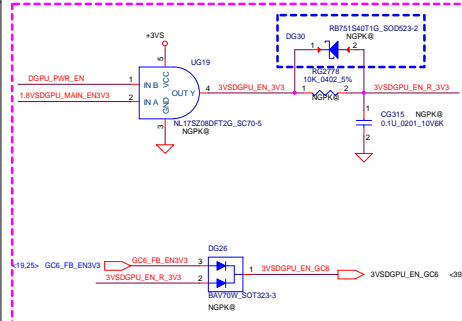 RB751S40T1G_SOD523-2
DG30 NGPK@
1 2
+3VS
UG19
RG2778
10K_0402_5%
DGPU_PWR_EN 1 IN B VCC 5
OUT Y 4 3VSDGPU_EN_3V3 1 2 3VSDGPU_EN_R_3V3
1.8VSDGPU_MAIN_EN3V3 2 IN A GND 3
NGPK@
NL17SZ08DFT2G_SC70-5
NGPK@
1 CG315 NGPK@
0.1U_0201_10V6K
2
DG26
<19,25> GC6_FB_EN3V3 GC6_FB_EN3V3 3
1 3VSDGPU_EN_GC6 3VSDGPU_EN_GC6 <39
3VSDGPU_EN_R_3V3 2
BAV70W_SOT323-3
NGPK@